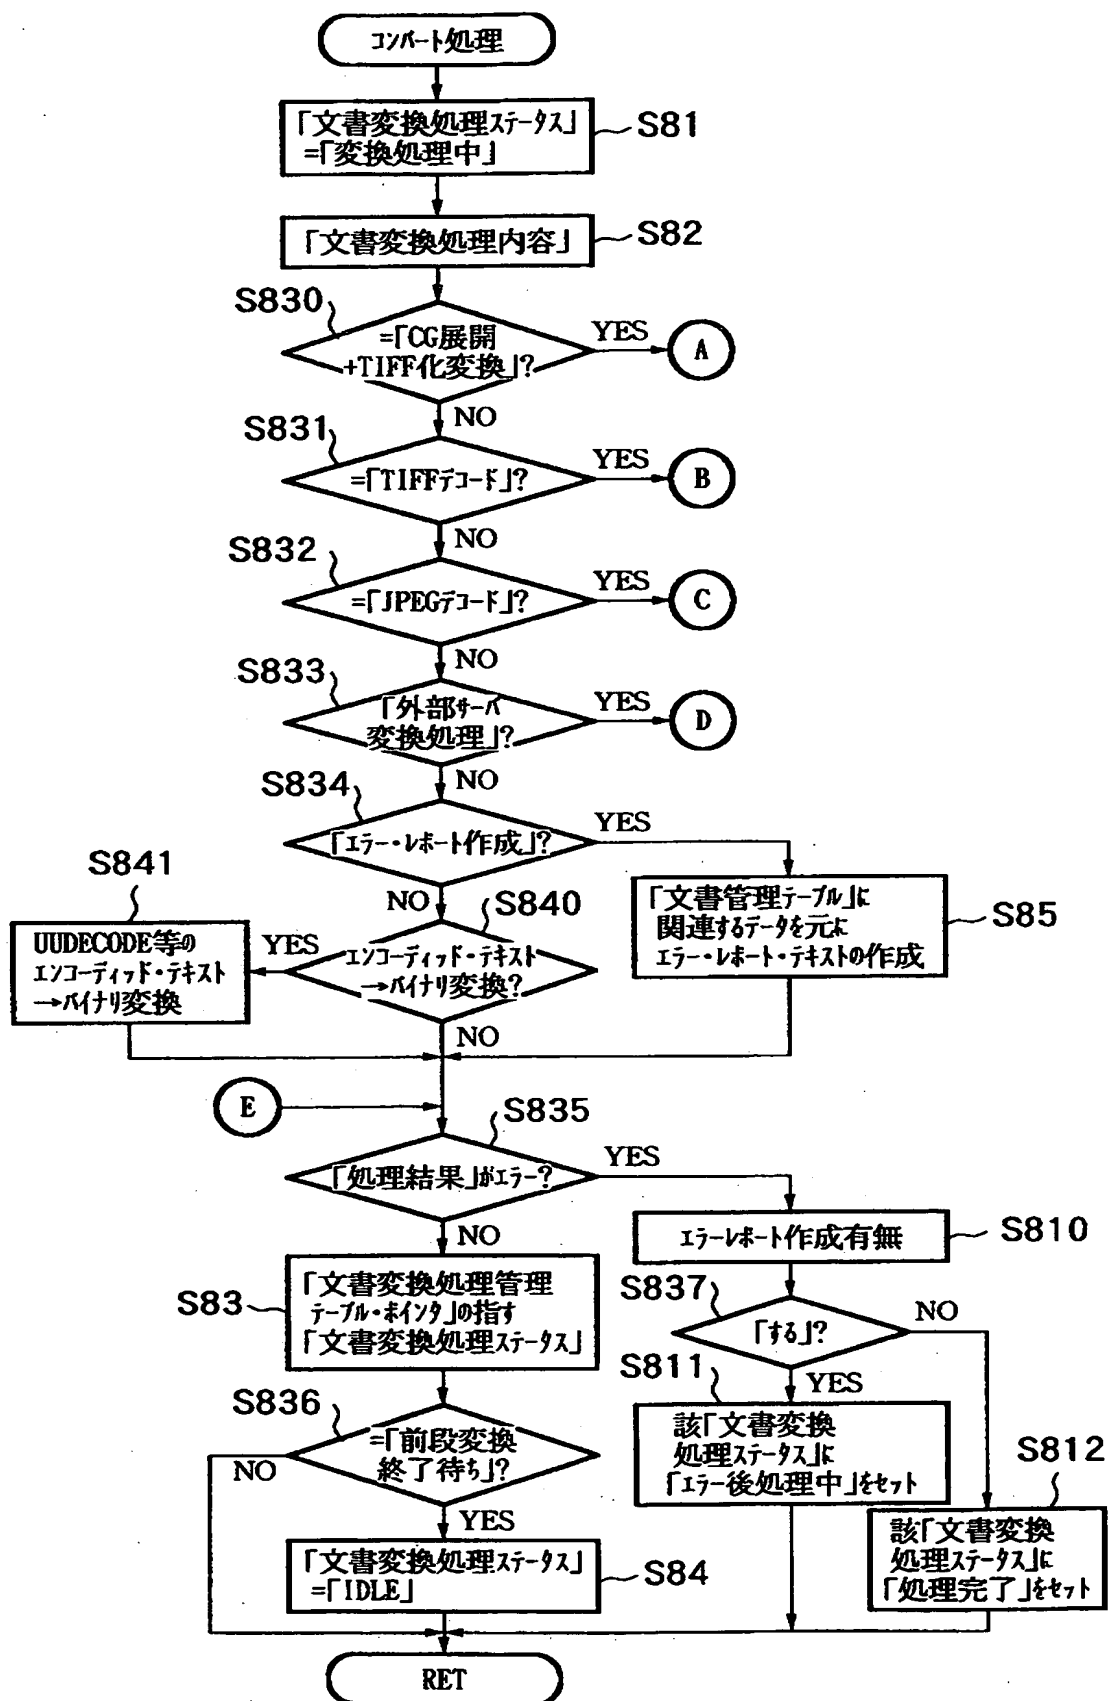 コンバート処理
「文書変換処理ステータス」
=「変換処理中」
S81
「文書変換処理内容」
S82
S830
=「CG展開
+TIFF化変換」?
YES
A
NO
S831
=「TIFFデコード」?
YES
B
NO
S832
=「JPEGデコード」?
YES
C
NO
S833
「外部サーバ
変換処理」?
YES
D
NO
S834
「エラー・レポート作成」?
YES
NO
S841
UUDECODE等の
エンコーディッド・テキスト
→バイナリ変換
YES
S840
エンコーディッド・テキスト
→バイナリ変換?
NO
「文書管理テーブル」に
関連するデータを元に
エラー・レポート・テキストの作成
S85
E
S835
「処理結果」がエラー?
YES
NO
エラーレポート作成有無
S810
S83
「文書変換処理管理
テーブル・ポインタ」の指す
「文書変換処理ステータス」
S837
「する」?
NO
YES
S811
該「文書変換
処理ステータス」に
「エラー後処理中」をセット
S836
=「前段変換
終了待ち」?
NO
YES
S812
該「文書変換
処理ステータス」に
「処理完了」をセット
「文書変換処理ステータス」
=「IDLE」
S84
RET